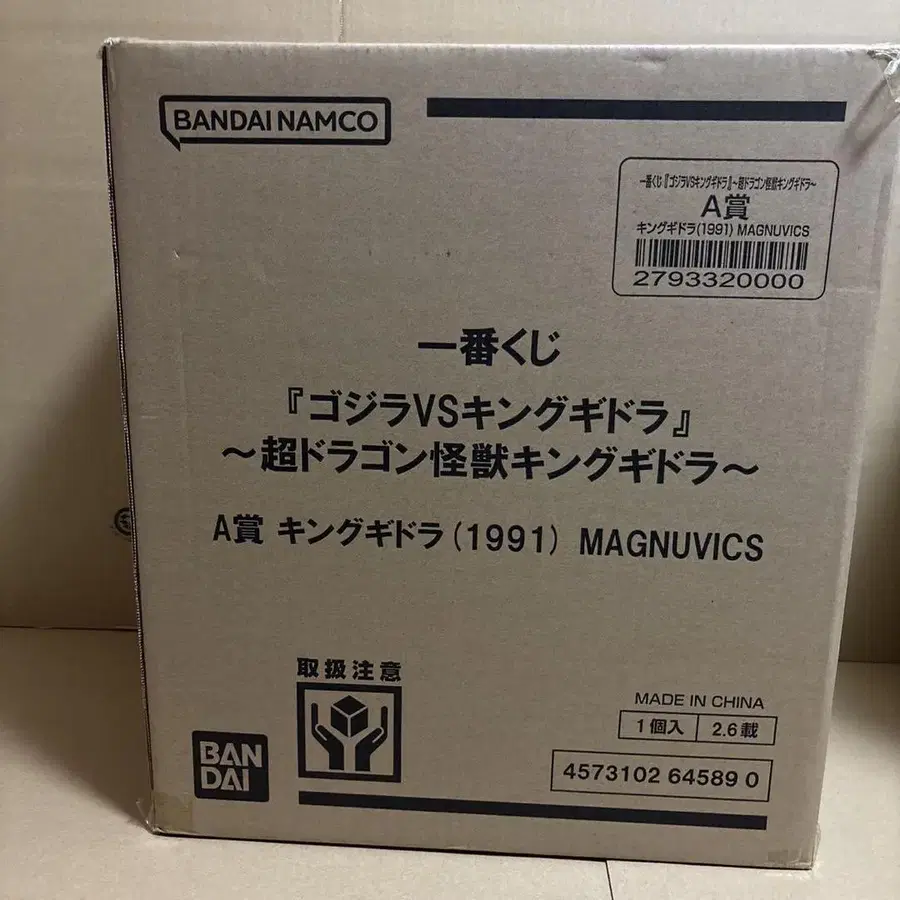 BANDAI NAMCO
一番くじ『ゴジラVSキングギドラ』~超ドラゴン怪獣キングギドラ~
A賞
キングギドラ(1991) MAGNUVICS
2793320000
一番くじ
『ゴジラVSキングギドラ』
~超ドラゴン怪獣キングギドラ~
A賞 キングギドラ(1991) MAGNUVICS
取扱注意
MADE IN CHINA
1個入 2.6載
BAN
DAI
4573102 64589 0